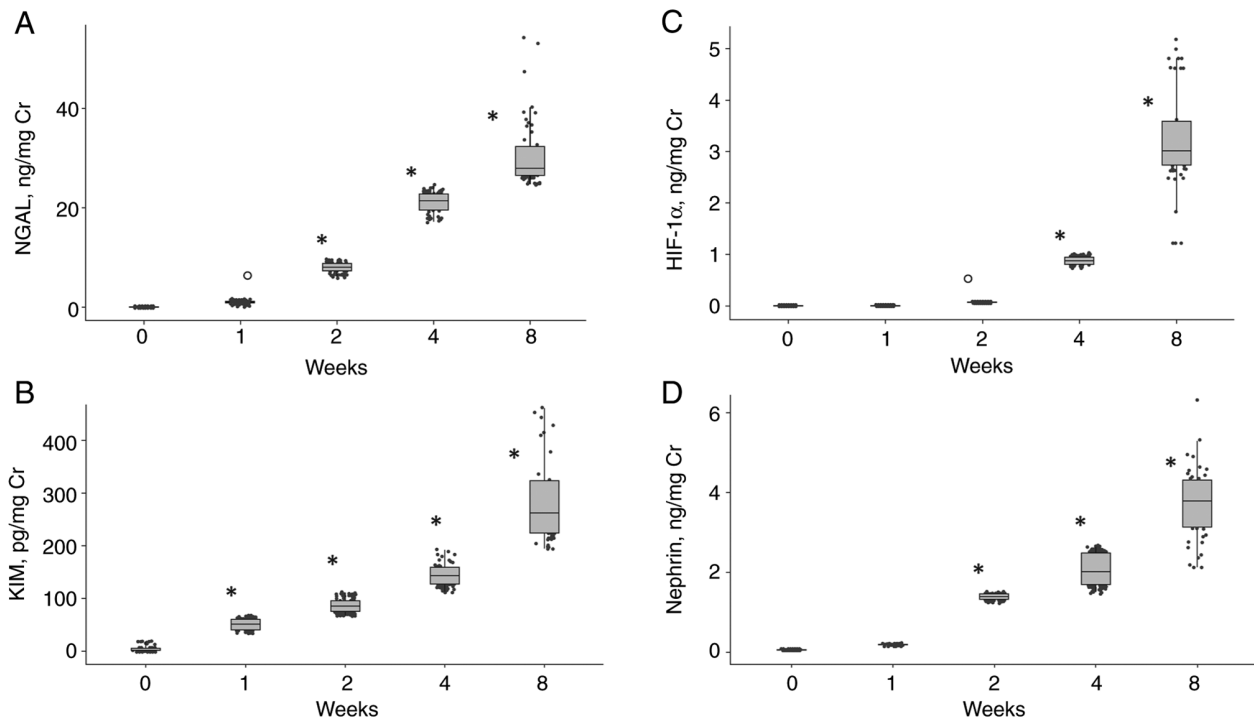 A
NGAL, ng/mg Cr
40
20
0
*
*
*
0 1 2 4 8
Weeks
B
KIM, pg/mg Cr
400
300
200
100
0
*
*
*
*
0 1 2 4 8
Weeks
C
HIF-1α, ng/mg Cr
5
4
3
2
1
0
*
*
0 1 2 4 8
Weeks
D
Nephrin, ng/mg Cr
6
4
2
0
*
*
*
0 1 2 4 8
Weeks